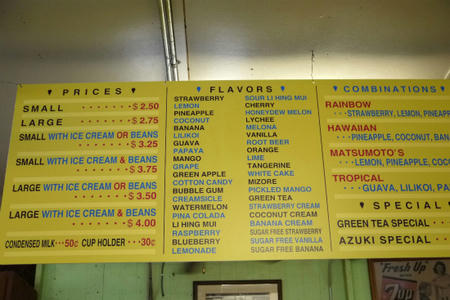 PRICES
SMALL · · · · · · · $ 2.50
LARGE · · · · · · · $ 2.75
SMALL WITH ICE CREAM OR BEANS
· · · · · · · $ 3.25
SMALL WITH ICE CREAM & BEANS
· · · · · · · $ 3.75
LARGE WITH ICE CREAM OR BEANS
· · · · · · · $ 3.50
LARGE WITH ICE CREAM & BEANS
· · · · · · · $ 4.00
CONDENSED MILK · · · 50¢ CUP HOLDER · · · 30¢
FLAVORS
STRAWBERRY
LEMON
PINEAPPLE
COCONUT
BANANA
LILIKOI
GUAVA
PAPAYA
MANGO
GRAPE
GREEN APPLE
COTTON CANDY
BUBBLE GUM
CREAMSICLE
WATERMELON
PINA COLADA
LI HING MUI
RASPBERRY
BLUEBERRY
LEMONADE
SOUR LI HING MUI
CHERRY
HONEYDEW MELON
LYCHEE
MELONA
VANILLA
ROOT BEER
ORANGE
LIME
TANGERINE
WHITE CAKE
MIZORE
PICKLED MANGO
GREEN TEA
STRAWBERRY CREAM
COCONUT CREAM
BANANA CREAM
SUGAR FREE STRAWBERRY
SUGAR FREE VANILLA
SUGAR FREE BANANA
COMBINATIONS
RAINBOW
· · · · STRAWBERRY, LEMON, PINEAPP
HAWAIIAN
· · · · PINEAPPLE, COCONUT, BAN
MATSUMOTO'S
· · · · LEMON, PINEAPPLE, COCO
TROPICAL
· · · · GUAVA, LILIKOI, PA
SPECIAL
GREEN TEA SPECIAL · · · ·
AZUKI SPECIAL · · · ·
"Fresh Up"
7up